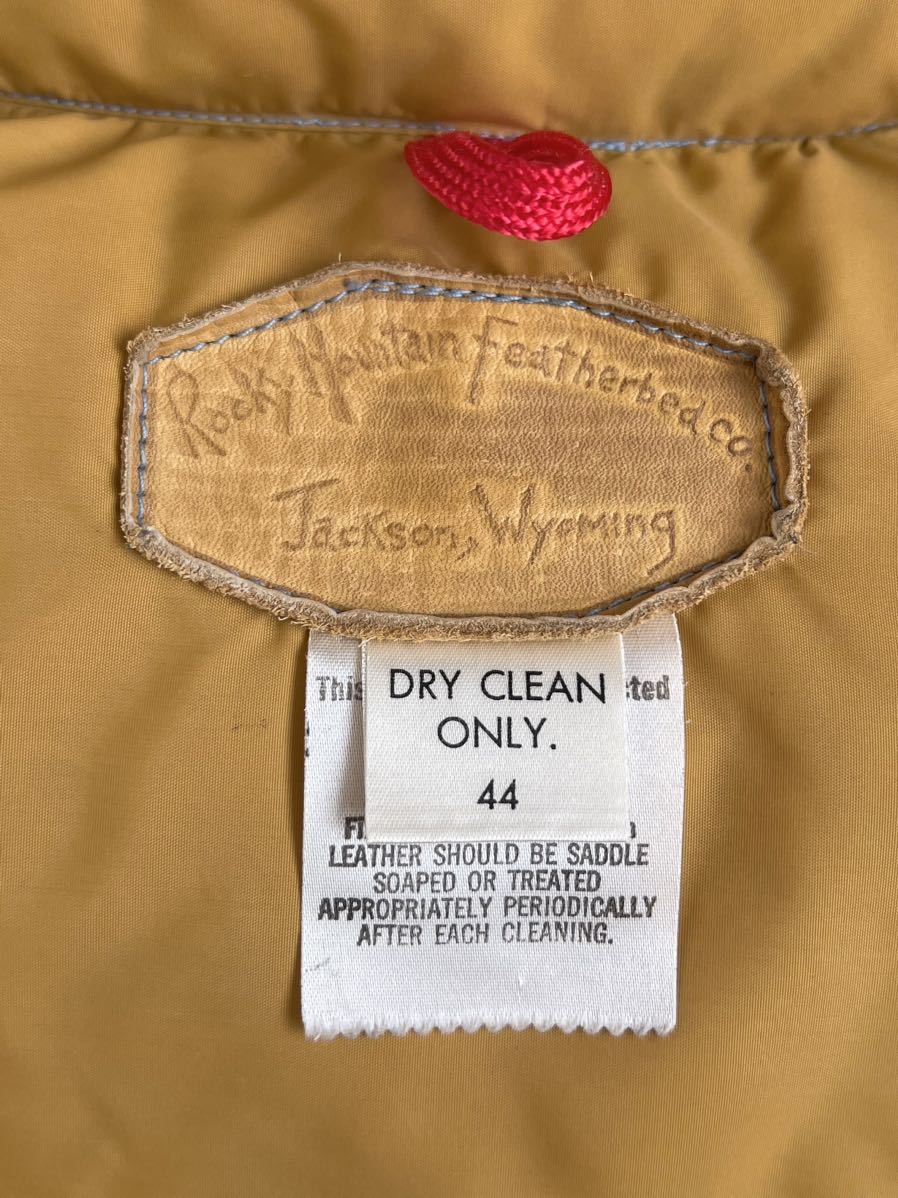 Rocky Mountain Featherbed co.
Jackson, Wyoming
This
DRY CLEAN
ONLY.
44
LEATHER SHOULD BE SADDLE
SOAPED OR TREATED
APPROPRIATELY PERIODICALLY
AFTER EACH CLEANING.